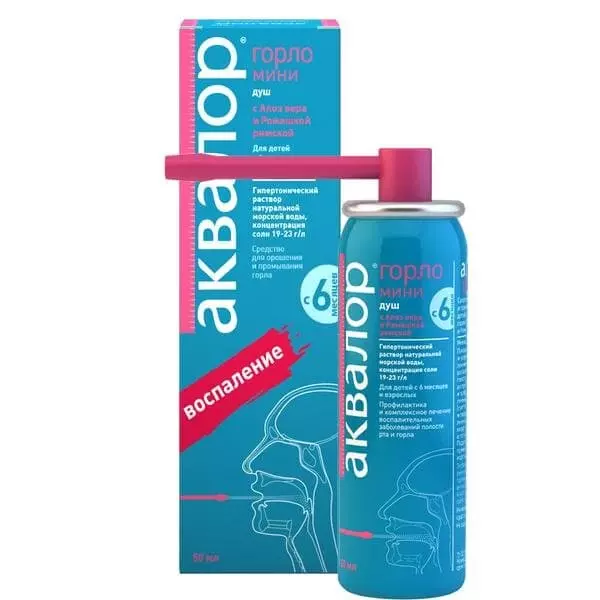 аквалор®
горло
мини
душ
с Алоэ вера
и Ромашкой
римской
Для детей
Гипертонический
раствор
натуральной
морской воды,
концентрация
соли 19-23 г/л
Средство
для орошения
и промывания
горла
с 6
месяцев
воспаление
50 мл
аквалор®
горло
мини
душ
с Алоэ вера
и Ромашкой
римской
с 6
Гипертонический
раствор натуральной
морской воды,
концентрация соли
19-23 г/л
Для детей с 6 месяцев
и взрослых
Профилактика
и комплексное лечение
воспалительных
заболеваний полости
рта и горла
50 мл